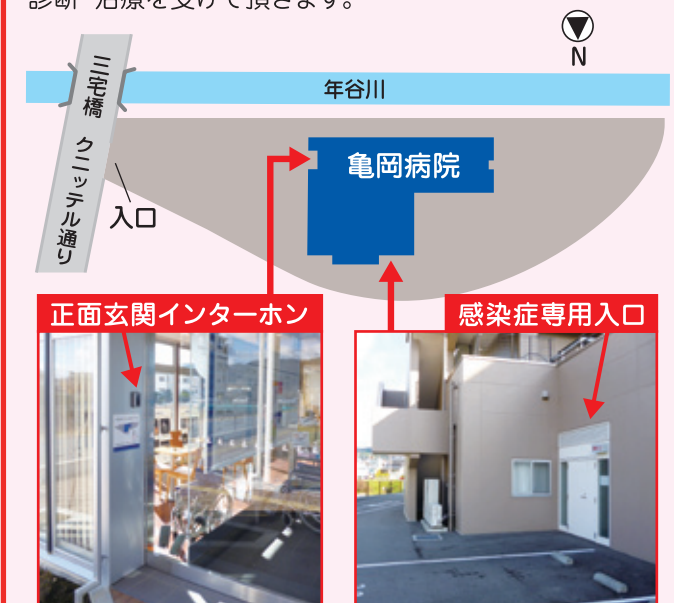 診断・治療を受けて頂きます。
N
三宅橋
年谷川
クニッテル通り
亀岡病院
入口
正面玄関インターホン
感染症専用入口